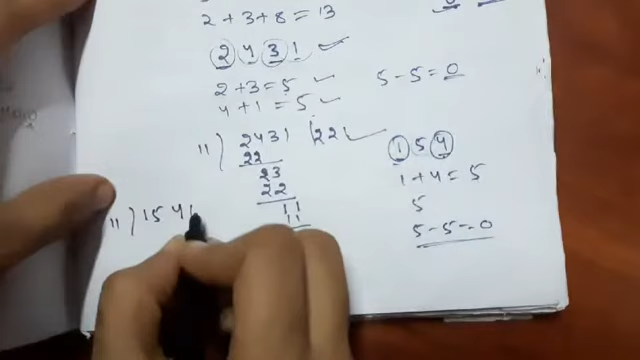 2 + 3 + 8 = 13
2 4 3 1
2 + 3 = 5
4 + 1 = 5
5 - 5 = 0
11 ) 2431 ( 221
22
23
22
11
11
1 5 4
1 + 4 = 5
5
5 - 5 = 0
11 ) 154 (